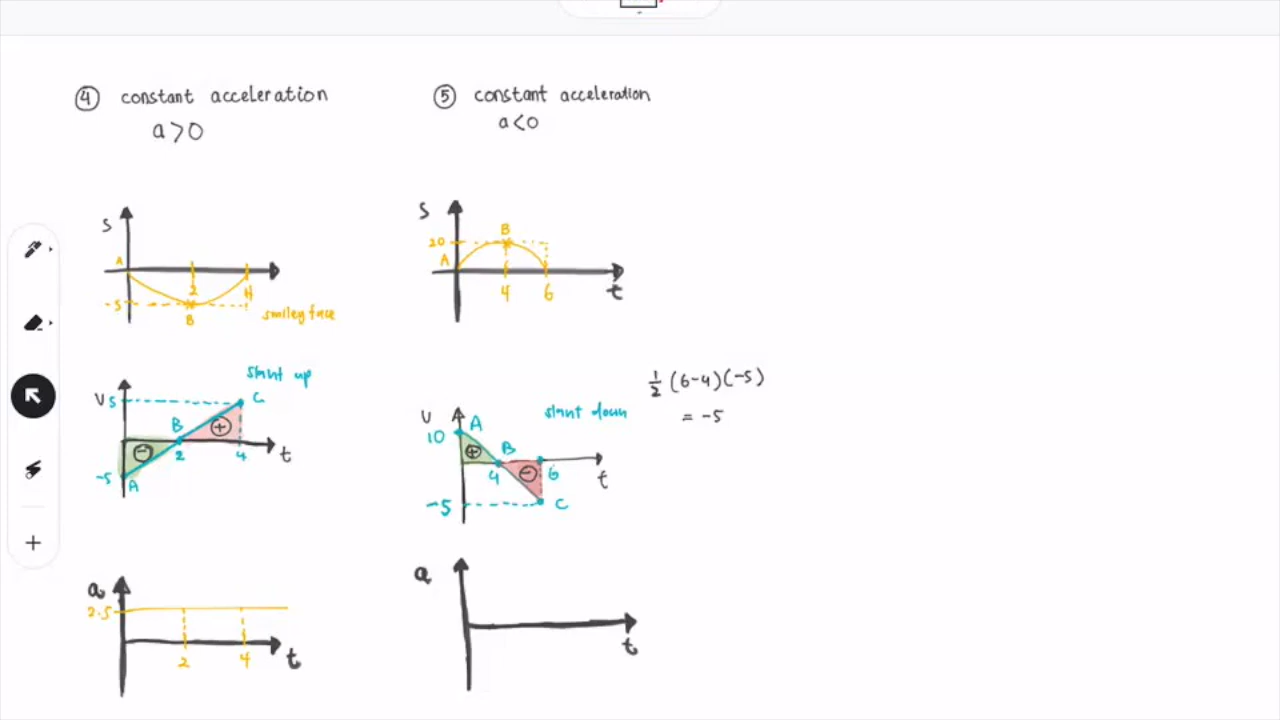 ④ constant acceleration
a>0
⑤ constant acceleration
a<0
S
A
2
4
-5
B
smiley face
S
20
B
A
4
6
t
slant up
V
5
C
B
+
-
2
4
t
-5
A
½ (6-4)(-5)
= -5
slant down
V
A
10
+
B
4
-
6
t
-5
C
a
2.5
2
4
t
a
t